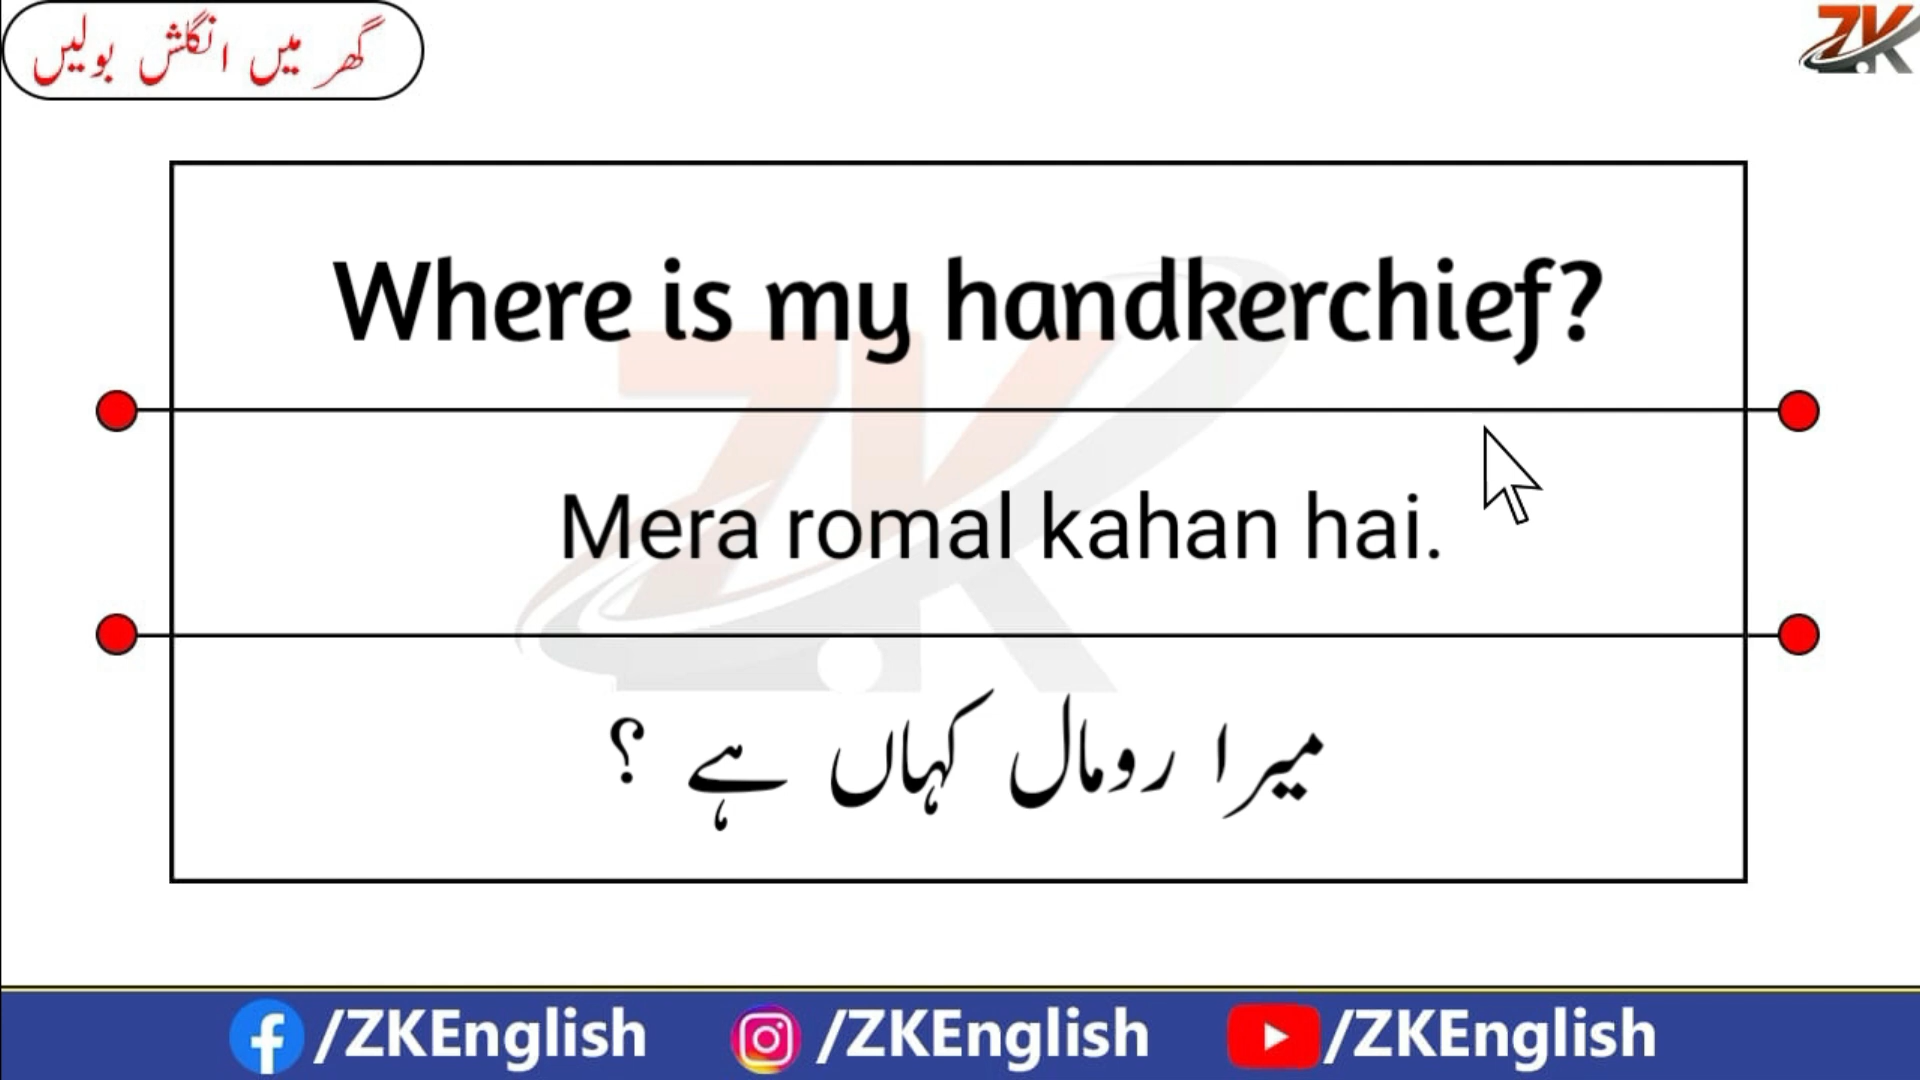 گھر میں انگلش بولیں
ZK
Where is my handkerchief?
Mera romal kahan hai.
میرا رومال کہاں ہے ؟
/ZKEnglish /ZKEnglish /ZKEnglish